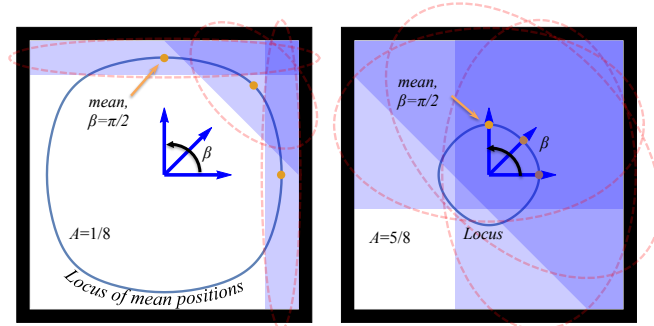 mean,
β=π/2
β
A=1/8
Locus of mean positions
mean,
β=π/2
β
A=5/8
Locus